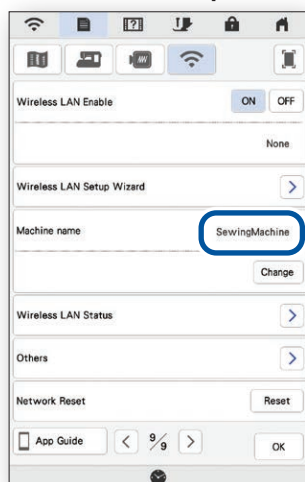 Wireless LAN Enable ON OFF
None
Wireless LAN Setup Wizard
Machine name SewingMachine
Change
Wireless LAN Status
Others
Network Reset Reset
App Guide 9/9 OK